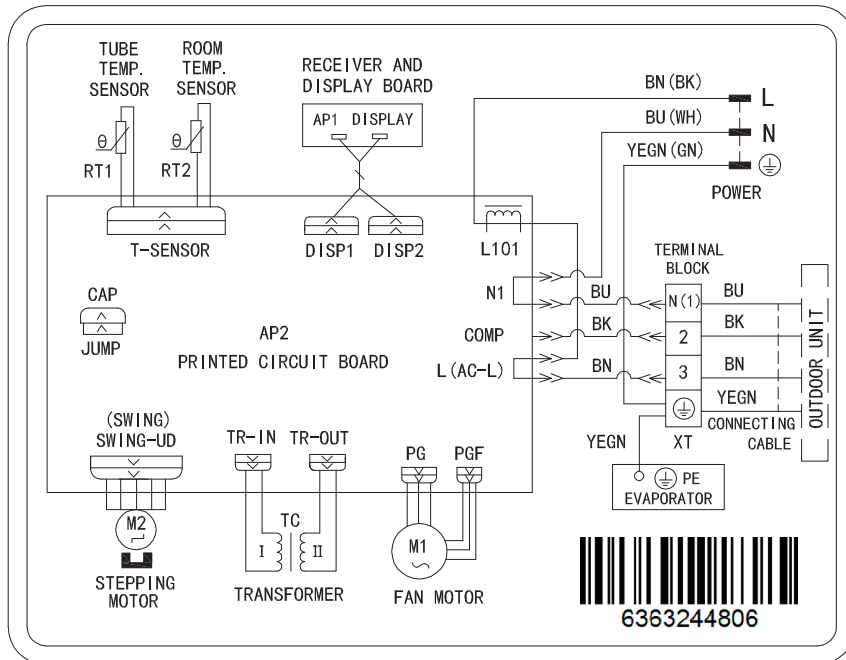 TUBE
TEMP.
SENSOR
ROOM
TEMP.
SENSOR
RECEIVER AND
DISPLAY BOARD
AP1 DISPLAY
BN (BK)
L
BU (WH)
N
YEGN (GN)
POWER
θ
RT1
θ
RT2
T-SENSOR
DISP1
DISP2
L101
TERMINAL
BLOCK
CAP
JUMP
AP2
PRINTED CIRCUIT BOARD
N1
BU
N (1)
BU
COMP
BK
2
BK
L (AC-L)
BN
3
BN
YEGN
OUTDOOR UNIT
CONNECTING
CABLE
XT
YEGN
PE
EVAPORATOR
(SWING)
SWING-UD
TR-IN
TR-OUT
PG
PGF
M2
STEPPING
MOTOR
TC
I
II
TRANSFORMER
M1
FAN MOTOR
6363244806